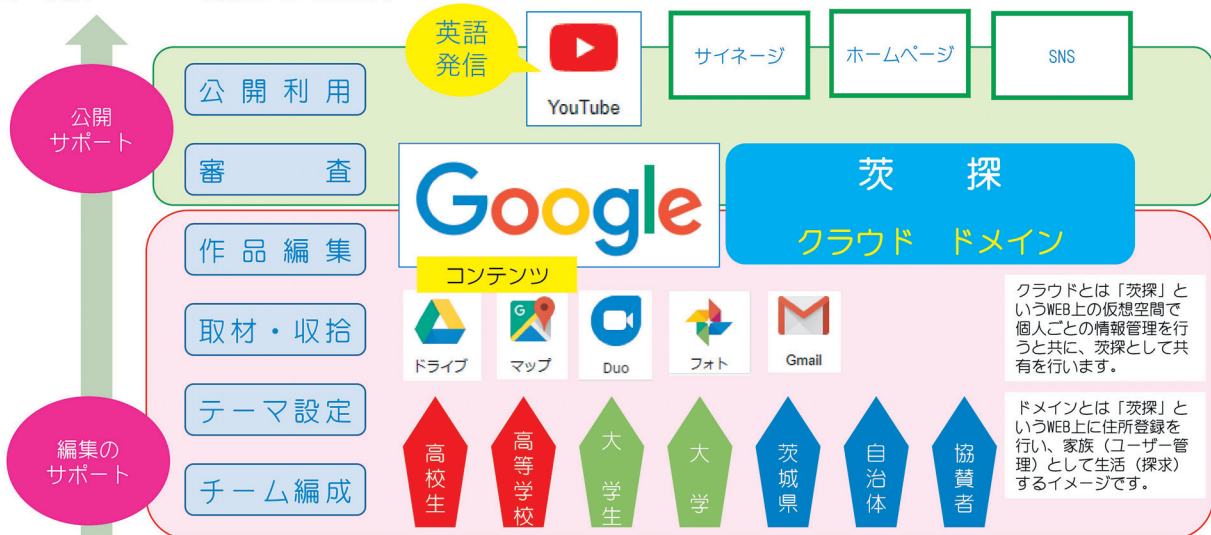 英語
発信
YouTube
サイネージ
ホームページ
SNS
公開利用
公開
サポート
審査
Google
茨探
クラウド ドメイン
作品編集
コンテンツ
取材・収拾
ドライブ
マップ
Duo
フォト
Gmail
クラウドとは「茨探」と
いうWEB上の仮想空間で
個人ごとの情報管理を行
うと共に、茨探として共
有を行います。
テーマ設定
編集の
サポート
チーム編成
高校生
高等学校
大学生
大学
茨城県
自治体
協賛者
ドメインとは「茨探」と
いうWEB上に住所登録を
行い、家族（ユーザー管
理）として生活（探求）
するイメージです。